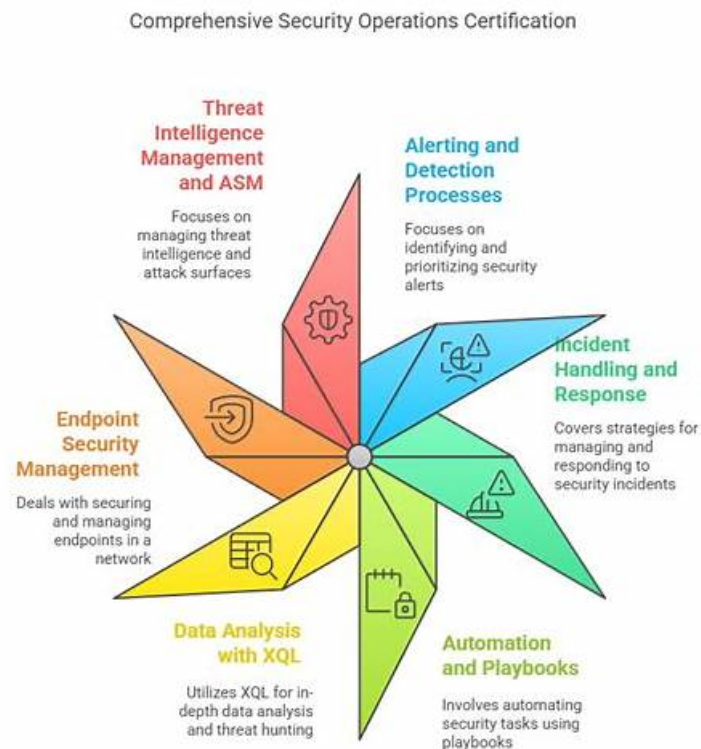 Comprehensive Security Operations Certification
Threat
Intelligence
Management
and ASM
Focuses on
managing threat
intelligence and
attack surfaces
Alerting and
Detection
Processes
Focuses on
identifying and
prioritizing security
alerts
Incident
Handling and
Response
Covers strategies for
managing and
responding to
security incidents
Endpoint
Security
Management
Deals with securing
and managing
endpoints in a
network
Data Analysis
with XQL
Utilizes XQL for in-
depth data analysis
and threat hunting
Automation
and Playbooks
Involves automating
security tasks using
playbooks